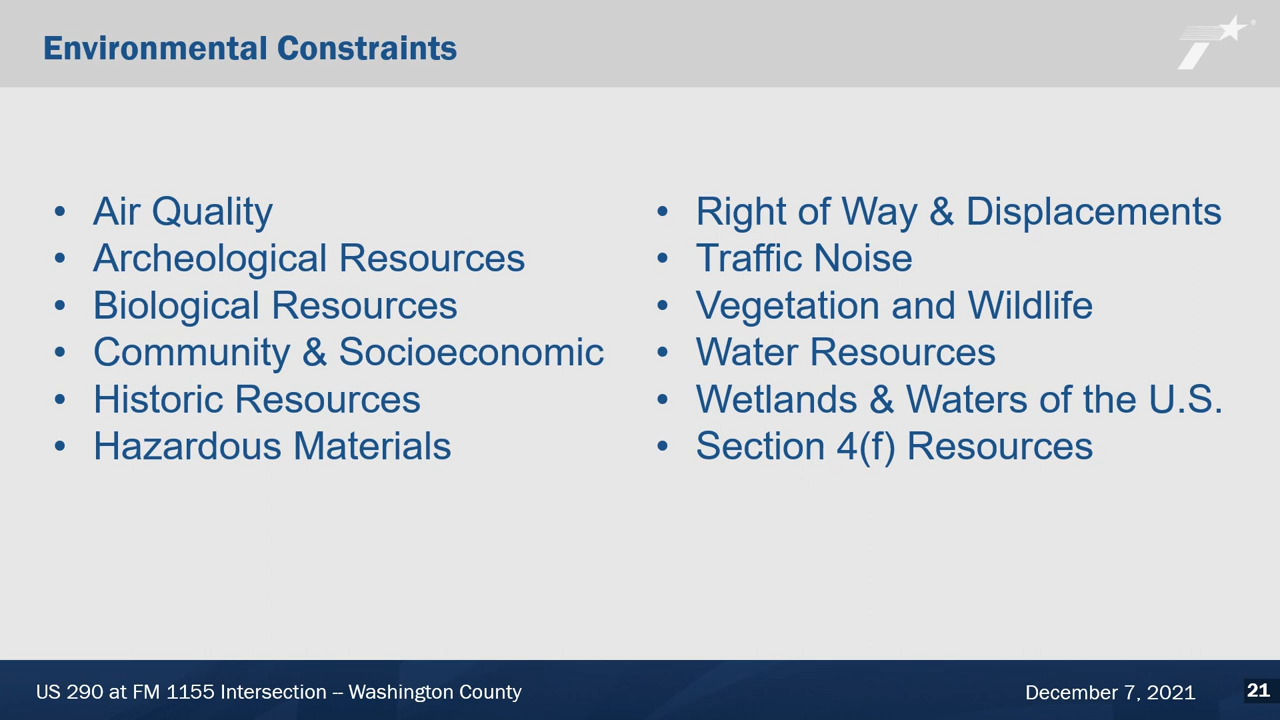 Environmental Constraints
• Air Quality
• Archeological Resources
• Biological Resources
• Community & Socioeconomic
• Historic Resources
• Hazardous Materials
• Right of Way & Displacements
• Traffic Noise
• Vegetation and Wildlife
• Water Resources
• Wetlands & Waters of the U.S.
• Section 4(f) Resources
US 290 at FM 1155 Intersection – Washington County
December 7, 2021
21